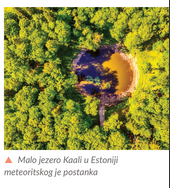 Malo jezero Kaali u Estoniji
meteoritskog je postanka